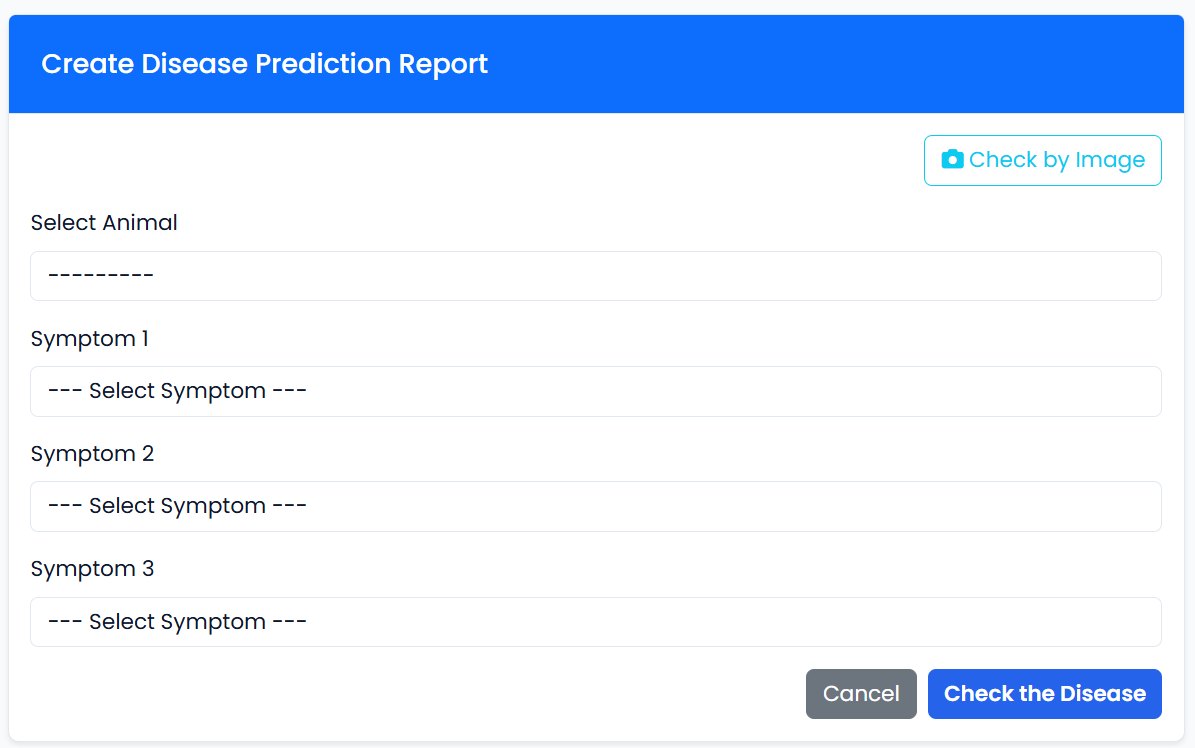 Create Disease Prediction Report
Check by Image
Select Animal
---------
Symptom 1
--- Select Symptom ---
Symptom 2
--- Select Symptom ---
Symptom 3
--- Select Symptom ---
Cancel Check the Disease